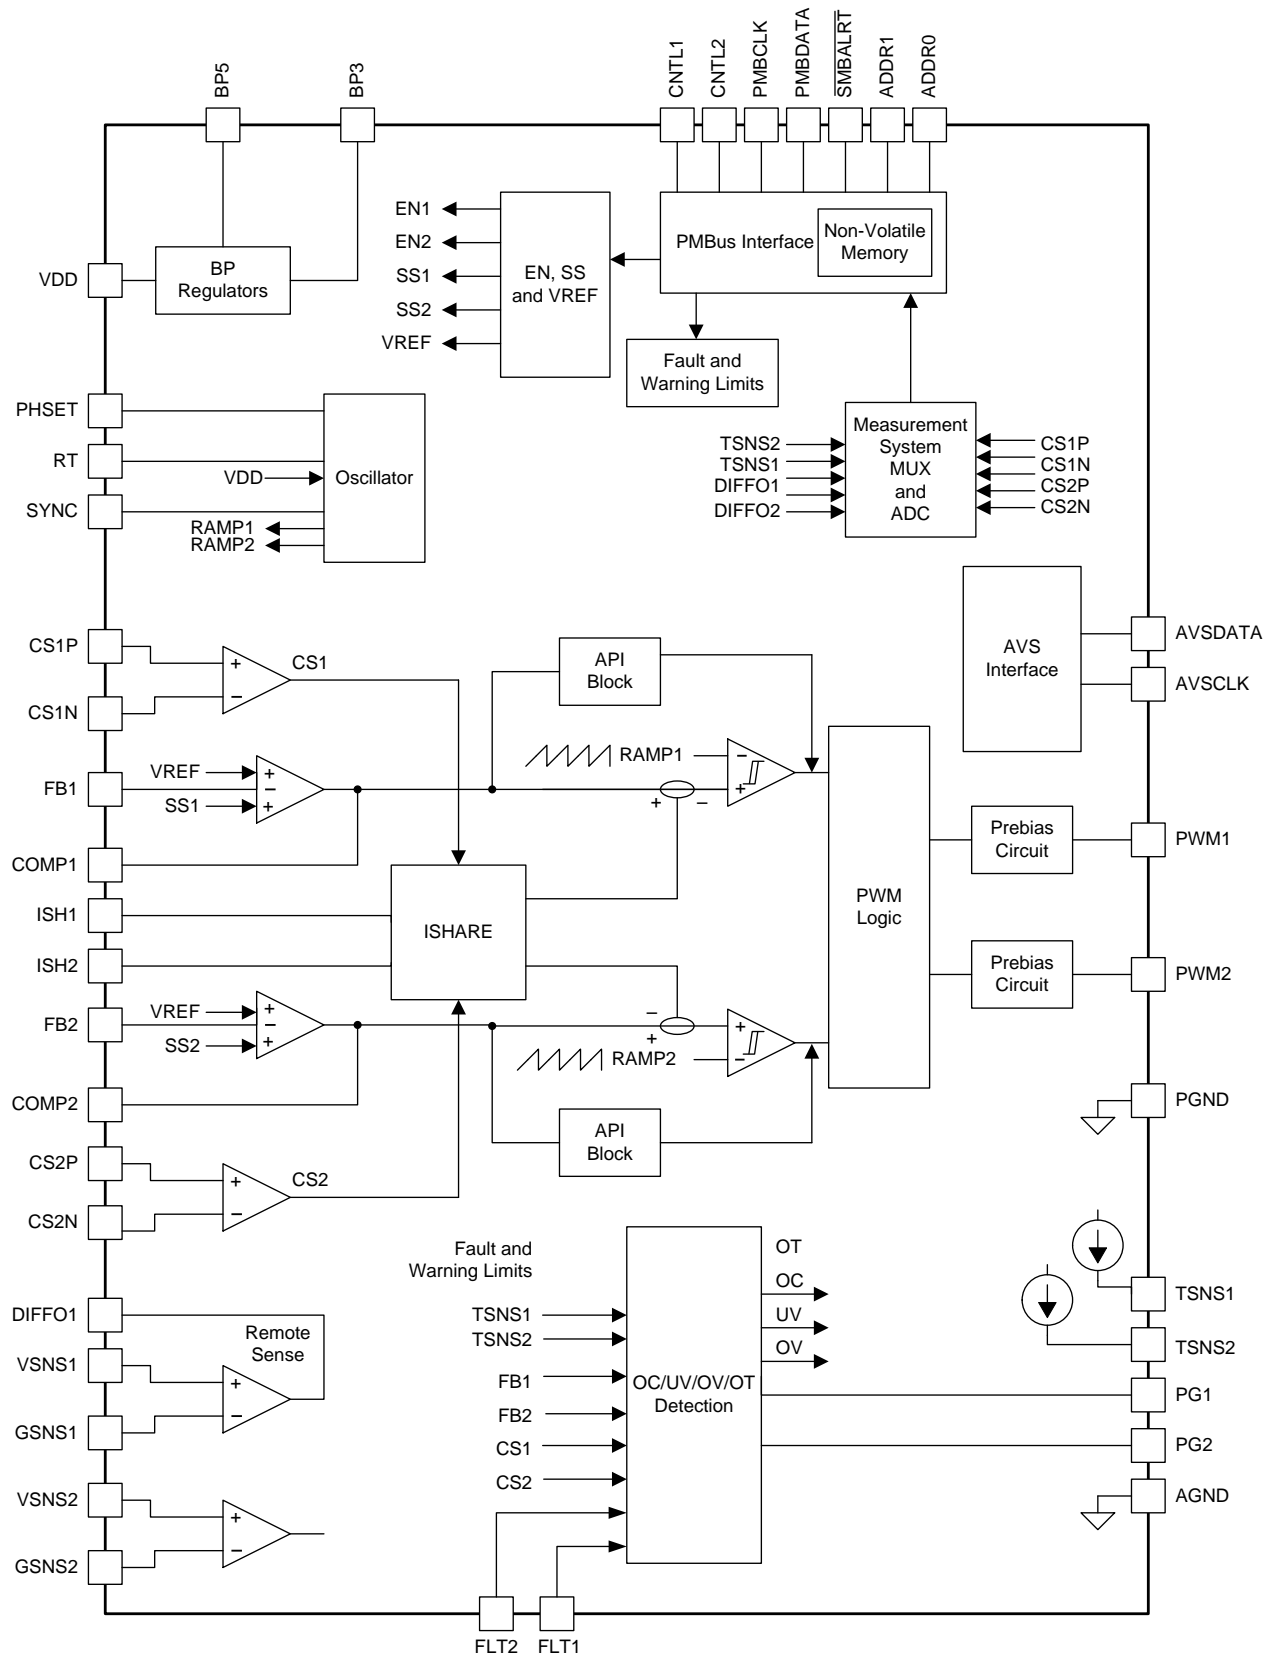 BP5
BP3
CNTL1
CNTL2
PMBCLK
PMBDATA
SMBALRT
ADDR1
ADDR0
VDD
BP
Regulators
EN1
EN2
SS1
SS2
VREF
EN, SS
and VREF
PMBus Interface
Non-Volatile
Memory
Fault and
Warning Limits
PHSET
RT
SYNC
VDD
RAMP1
RAMP2
Oscillator
TSNS2
TSNS1
DIFFO1
DIFFO2
Measurement
System
MUX
and
ADC
CS1P
CS1N
CS2P
CS2N
AVS
Interface
AVSDATA
AVSCLK
CS1P
CS1N
+
−
CS1
API
Block
FB1
VREF
SS1
+
−
+
RAMP1
−
+
+
−
COMP1
ISH1
ISH2
ISHARE
PWM
Logic
Prebias
Circuit
PWM1
Prebias
Circuit
PWM2
FB2
VREF
SS2
+
−
+
−
+
RAMP2
+
−
COMP2
API
Block
PGND
CS2P
CS2N
+
−
CS2
Fault and
Warning Limits
TSNS1
TSNS2
FB1
FB2
CS1
CS2
OC/UV/OV/OT
Detection
OT
OC
UV
OV
TSNS1
TSNS2
PG1
PG2
AGND
DIFFO1
VSNS1
GSNS1
Remote
Sense
+
−
VSNS2
GSNS2
+
−
FLT2
FLT1